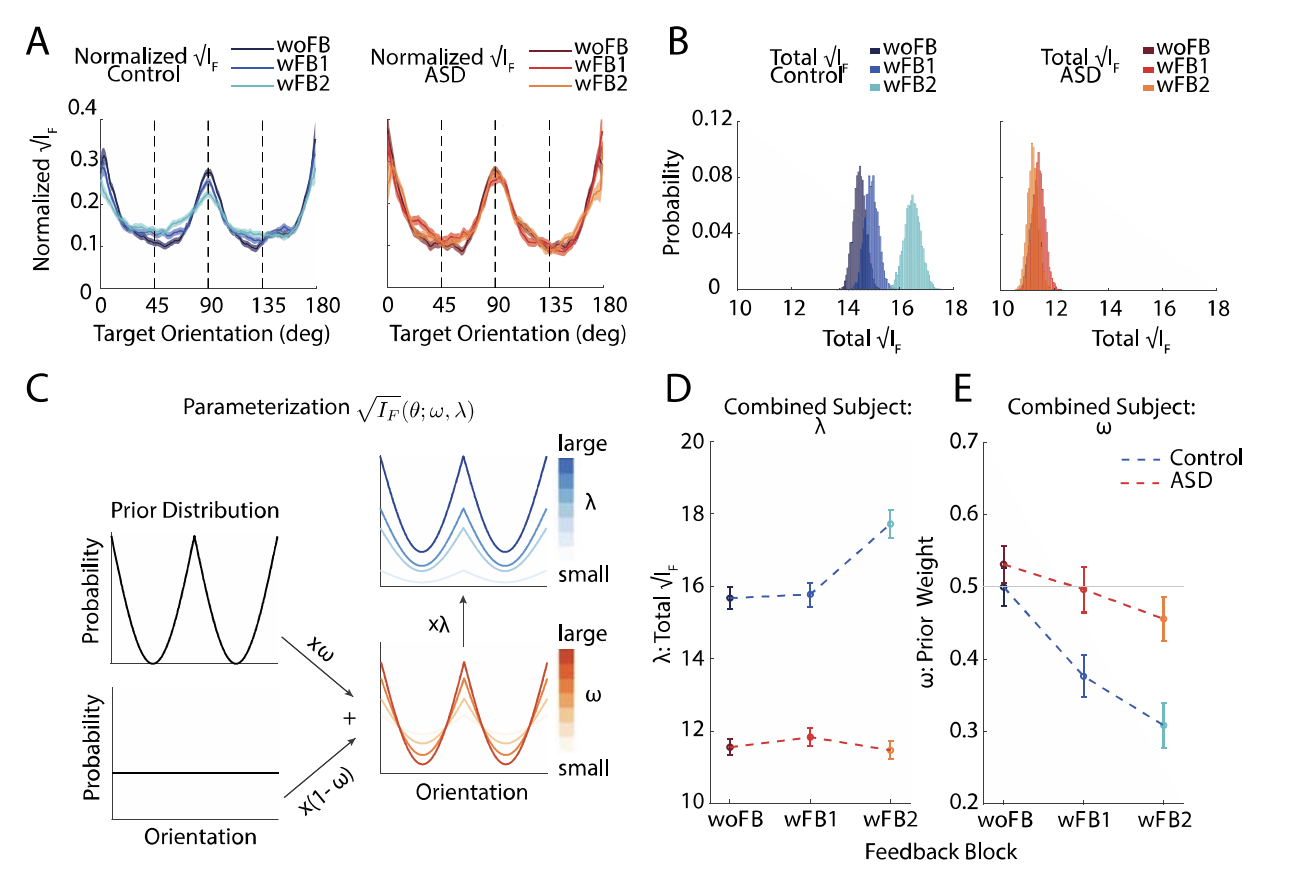 A
Normalized √I_F
Control
woFB
wFB1
wFB2
Normalized √I_F
ASD
woFB
wFB1
wFB2
Normalized √I_F
0.4
0.3
0.2
0.1
0
0 45 90 135 180
Target Orientation (deg)
0 45 90 135 180
Target Orientation (deg)
B
Total √I_F
Control
woFB
wFB1
wFB2
Total √I_F
ASD
woFB
wFB1
wFB2
Probability
0.12
0.08
0.04
0
10 12 14 16 18
Total √I_F
10 12 14 16 18
Total √I_F
C
Parameterization √I_F(θ; ω, λ)
Prior Distribution
Probability
Probability
Orientation
xω
+
x(1- ω)
xλ
large
λ
small
large
ω
small
Orientation
D
Combined Subject:
λ
λ: Total √I_F
20
18
16
14
12
10
woFB wFB1 wFB2
E
Combined Subject:
ω
Control
ASD
ω: Prior Weight
0.7
0.6
0.5
0.4
0.3
0.2
woFB wFB1 wFB2
Feedback Block